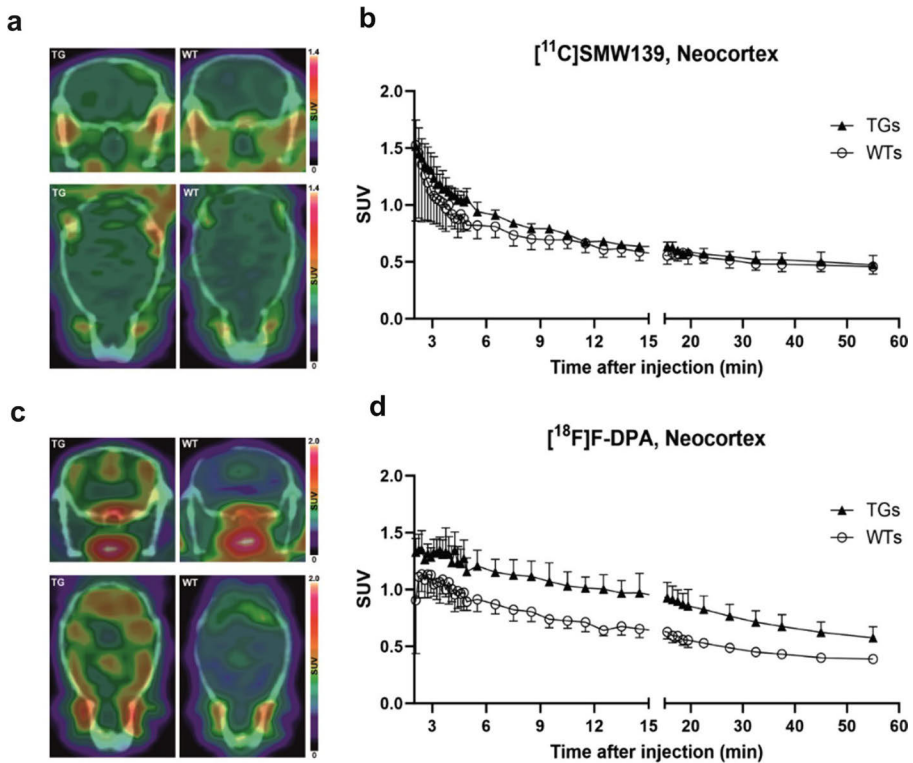 a
TG
WT
1.4
SUV
0
TG
WT
1.4
SUV
0
b
[¹¹C]SMW139, Neocortex
TGs
WTs
SUV
2.0
1.5
1.0
0.5
0.0
3 6 9 12 15 20 30 40 50 60
Time after injection (min)
c
TG
WT
2.0
SUV
0
TG
WT
2.0
SUV
0
d
[¹⁸F]F-DPA, Neocortex
TGs
WTs
SUV
2.0
1.5
1.0
0.5
0.0
3 6 9 12 15 20 30 40 50 60
Time after injection (min)